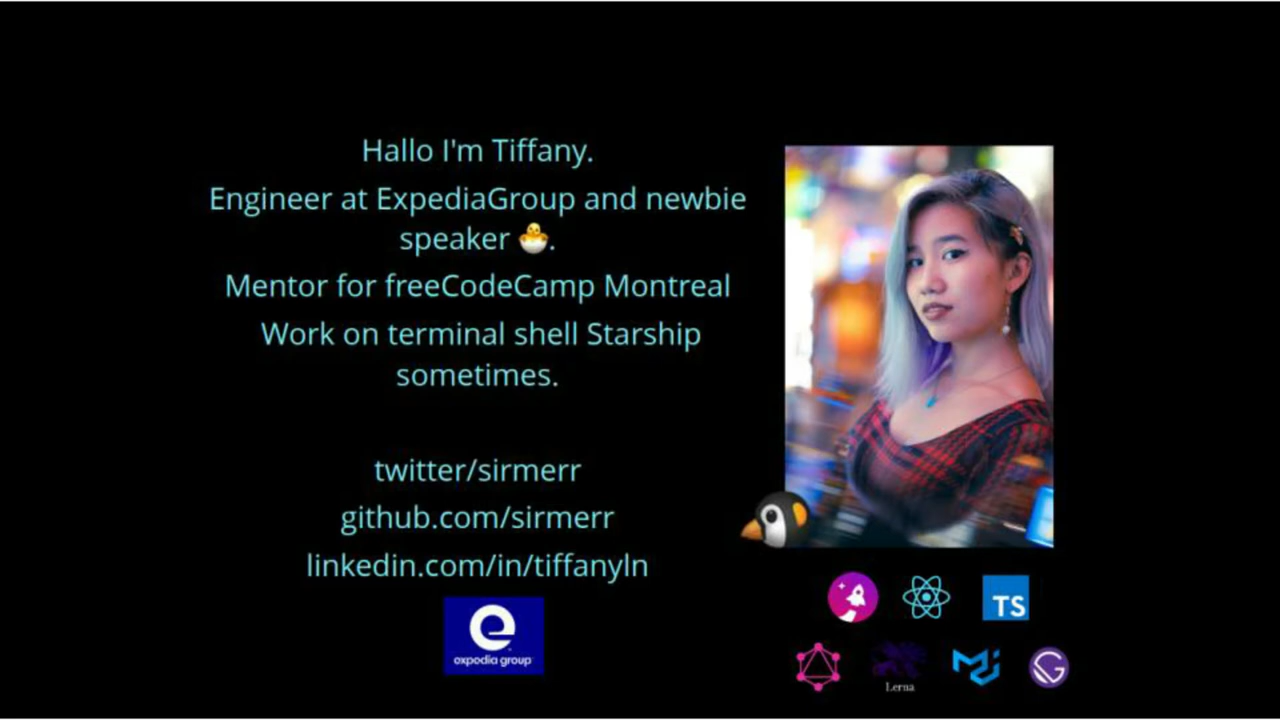 Hallo I'm Tiffany.
Engineer at ExpediaGroup and newbie
speaker 🐣.
Mentor for freeCodeCamp Montreal
Work on terminal shell Starship
sometimes.
twitter/sirmerr
github.com/sirmerr
linkedin.com/in/tiffanyln
expedia group
TS
Lerna